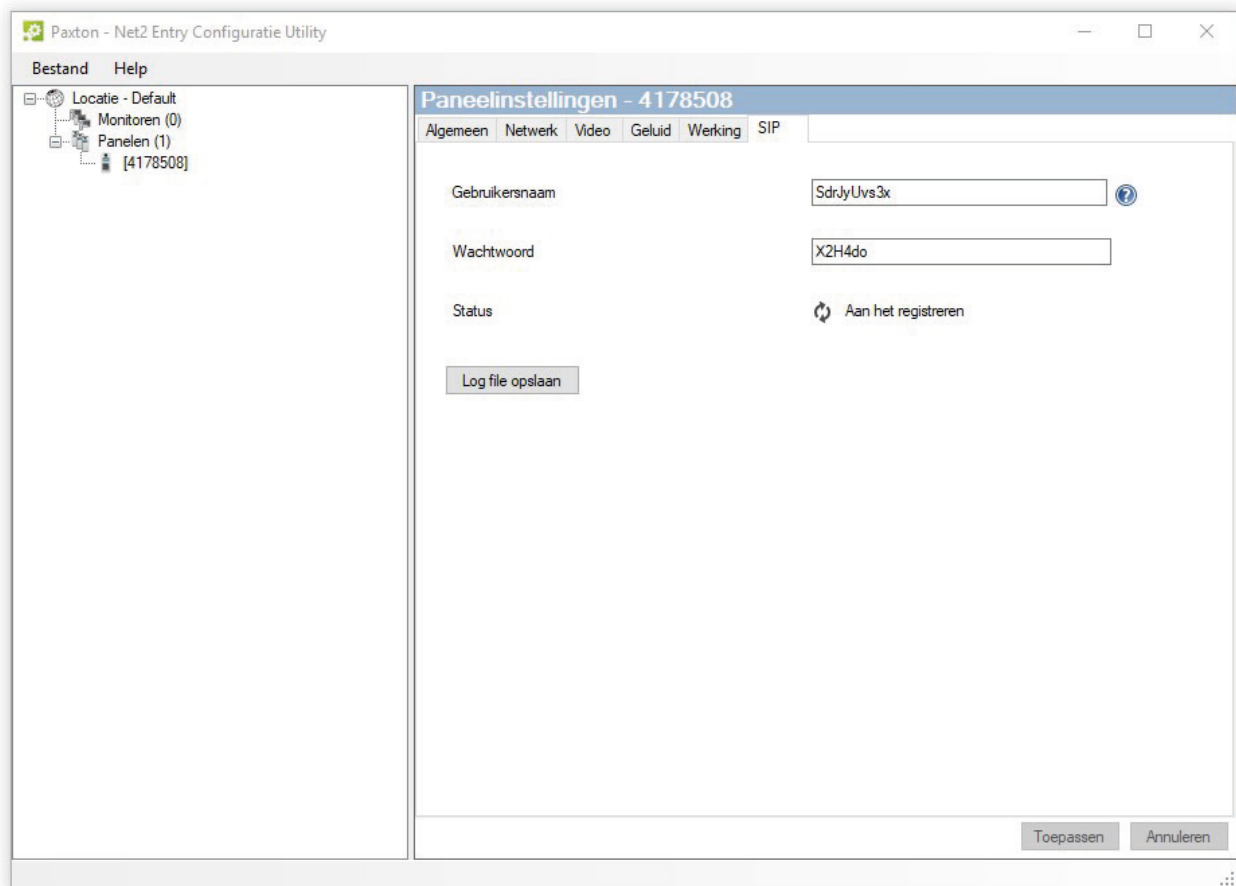 Paxton - Net2 Entry Configuratie Utility
Bestand Help
Locatie - Default
Monitoren (0)
Panelen (1)
[4178508]
Paneelinstellingen - 4178508
Algemeen Netwerk Video Geluid Werking SIP
Gebruikersnaam SdrJyUvs3x ?
Wachtwoord X2H4do
Status Aan het registreren
Log file opslaan
Toepassen Annuleren